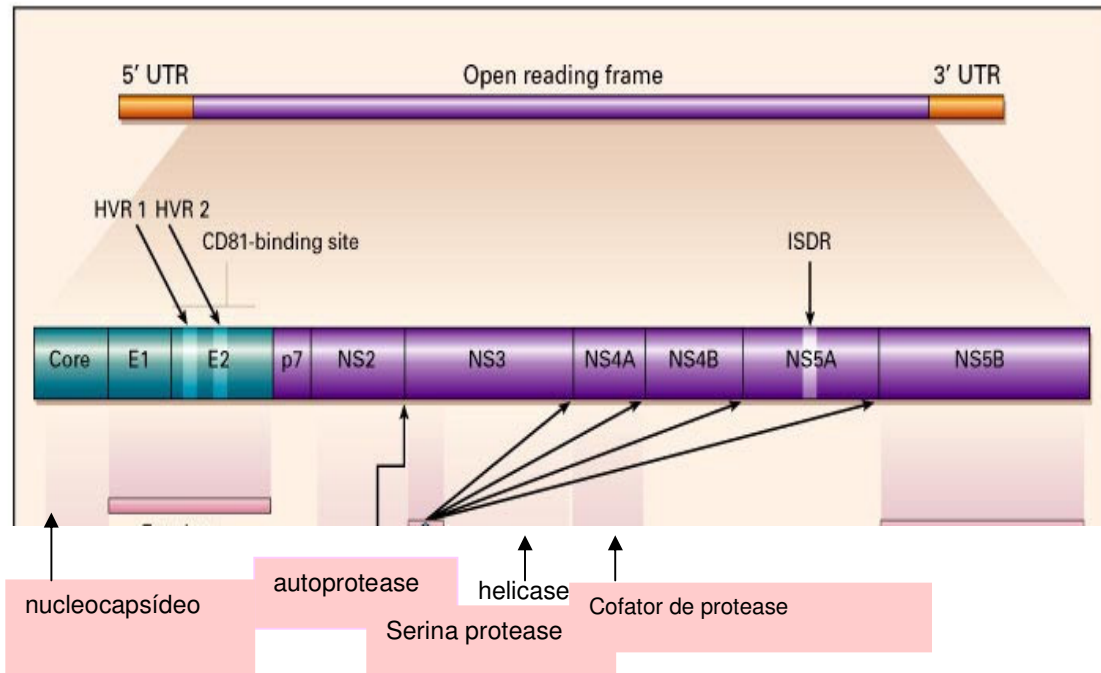 5′ UTR Open reading frame 3′ UTR
HVR 1 HVR 2
CD81-binding site
ISDR
Core E1 E2 p7 NS2 NS3 NS4A NS4B NS5A NS5B
nucleocapsídeo
autoprotease
helicase
Cofator de protease
Serina protease